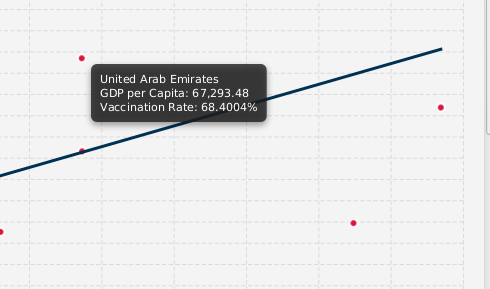 United Arab Emirates
GDP per Capita: 67,293.48
Vaccination Rate: 68.4004%